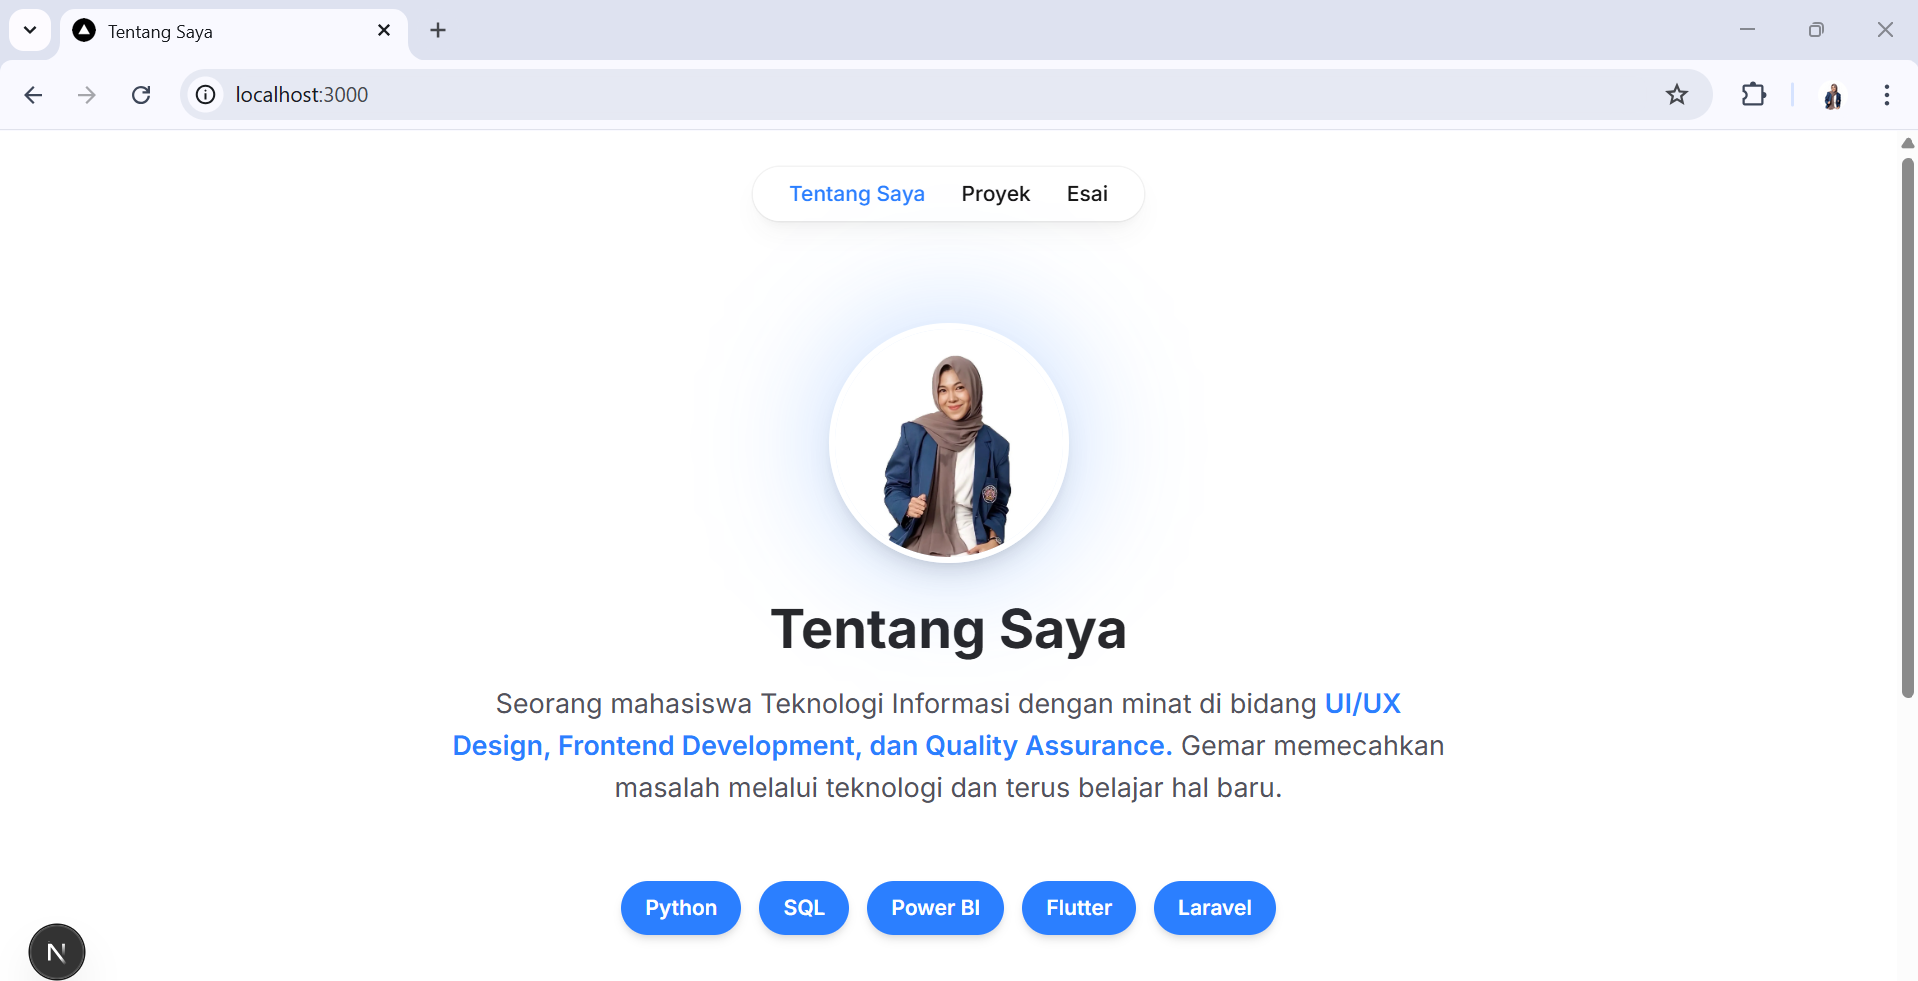 Tentang Saya
localhost:3000
Tentang Saya Proyek Esai
Tentang Saya
Seorang mahasiswa Teknologi Informasi dengan minat di bidang UI/UX
Design, Frontend Development, dan Quality Assurance. Gemar memecahkan
masalah melalui teknologi dan terus belajar hal baru.
Python SQL Power BI Flutter Laravel
N